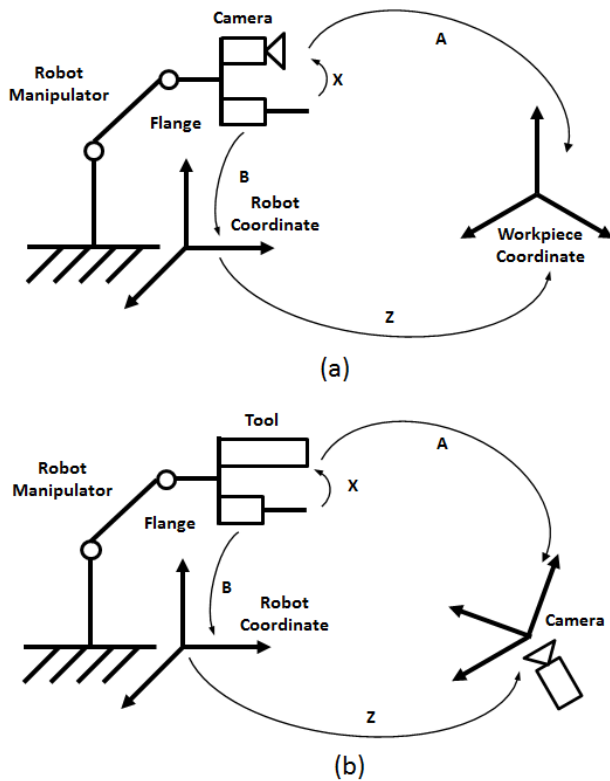 Camera
A
Robot
Manipulator
X
Flange
B
Robot
Coordinate
Workpiece
Coordinate
Z
(a)
Tool
A
Robot
Manipulator
X
Flange
B
Robot
Coordinate
Camera
Z
(b)